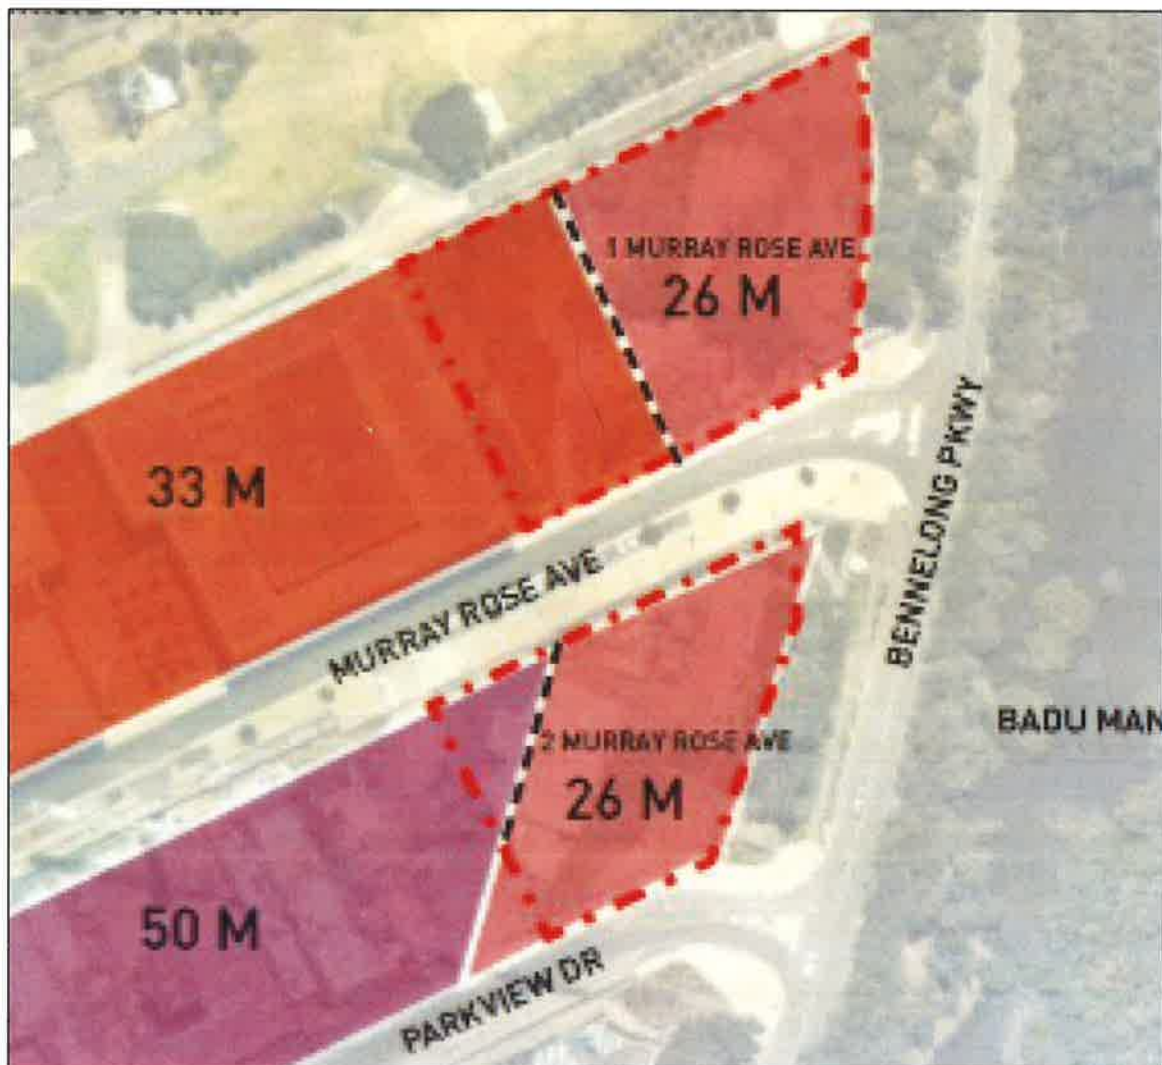 1 MURRAY ROSE AVE
26 M
33 M
MURRAY ROSE AVE
BENNELONG PKWY
BADU MAN
2 MURRAY ROSE AVE
26 M
50 M
PARKVIEW DR